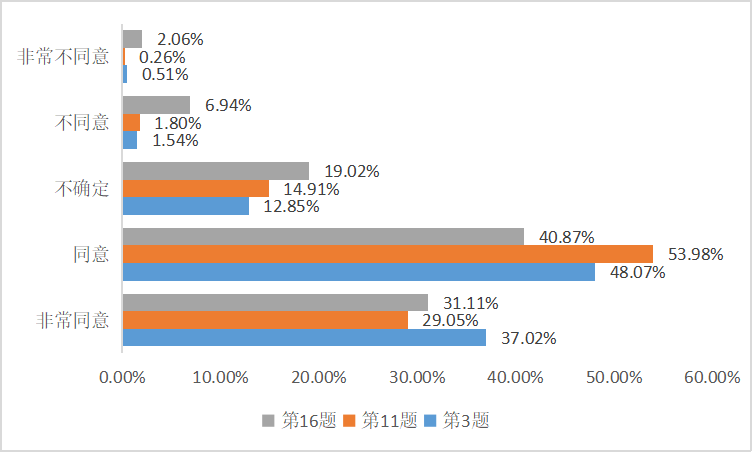 非常不同意
2.06%
0.26%
0.51%
不同意
6.94%
1.80%
1.54%
不确定
19.02%
14.91%
12.85%
同意
40.87%
53.98%
48.07%
非常同意
31.11%
29.05%
37.02%
0.00% 10.00% 20.00% 30.00% 40.00% 50.00% 60.00%
第16题 第11题 第3题